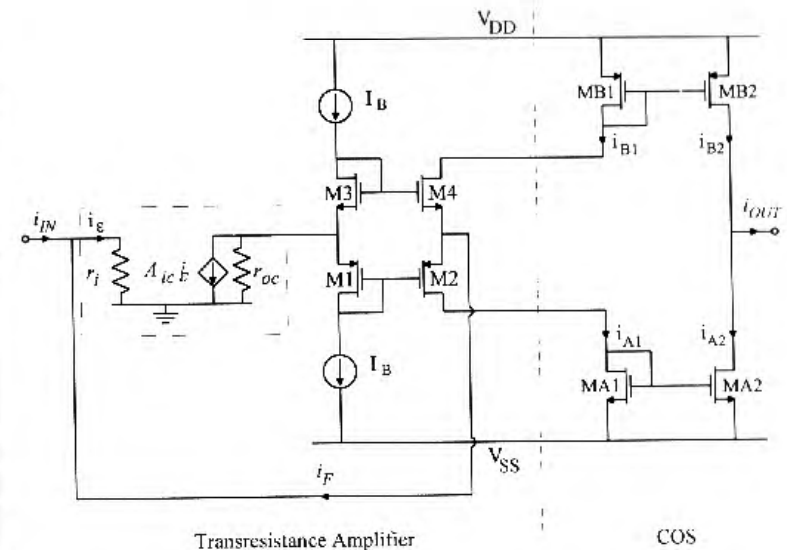 V_DD
MB1
MB2
I_B
i_B1
i_B2
M3
M4
i_IN
i_ε
i_OUT
r_i
A_ic
r_oc
M1
M2
i_A1
i_A2
I_B
MA1
MA2
V_SS
i_F
Transresistance Amplifier
COS